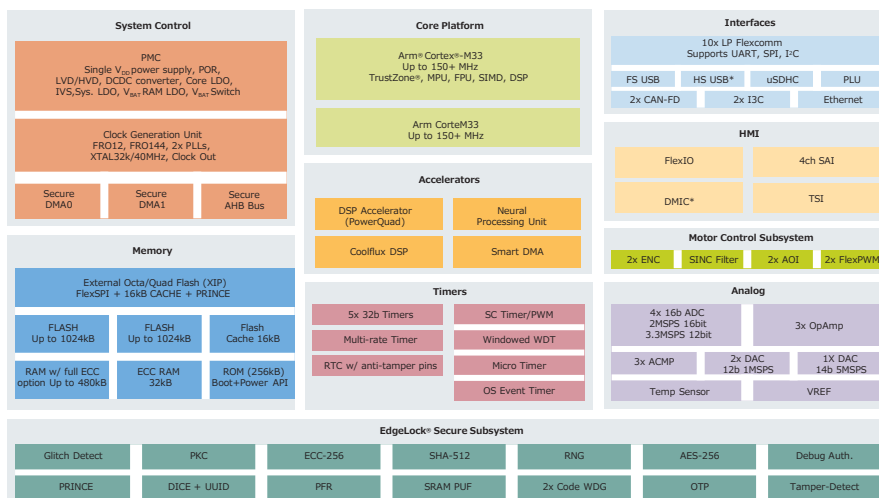 System Control
PMC
Single VDD power supply, POR,
LVD/HVD, DCDC converter, Core LDO,
IVS,Sys. LDO, VBAT RAM LDO, VBAT Switch
Clock Generation Unit
FRO12, FRO144, 2x PLLs,
XTAL32k/40MHz, Clock Out
Secure
DMA0
Secure
DMA1
Secure
AHB Bus
Memory
External Octa/Quad Flash (XIP)
FlexSPI + 16kB CACHE + PRINCE
FLASH
Up to 1024kB
FLASH
Up to 1024kB
Flash
Cache 16kB
RAM w/ full ECC
option Up to 480kB
ECC RAM
32kB
ROM (256kB)
Boot+Power API
Core Platform
Arm® Cortex®-M33
Up to 150+ MHz
TrustZone®, MPU, FPU, SIMD, DSP
Arm CorteM33
Up to 150+ MHz
Accelerators
DSP Accelerator
(PowerQuad)
Neural
Processing Unit
Coolflux DSP
Smart DMA
Timers
5x 32b Timers
SC Timer/PWM
Multi-rate Timer
Windowed WDT
RTC w/ anti-tamper pins
Micro Timer
OS Event Timer
Interfaces
10x LP Flexcomm
Supports UART, SPI, I²C
FS USB
HS USB*
uSDHC
PLU
2x CAN-FD
2x I3C
Ethernet
HMI
FlexIO
4ch SAI
DMIC*
TSI
Motor Control Subsystem
2x ENC
SINC Filter
2x AOI
2x FlexPWM
Analog
4x 16b ADC
2MSPS 16bit
3.3MSPS 12bit
3x OpAmp
3x ACMP
2x DAC
12b 1MSPS
1X DAC
14b 5MSPS
Temp Sensor
VREF
EdgeLock® Secure Subsystem
Glitch Detect
PKC
ECC-256
SHA-512
RNG
AES-256
Debug Auth.
PRINCE
DICE + UUID
PFR
SRAM PUF
2x Code WDG
OTP
Tamper-Detect